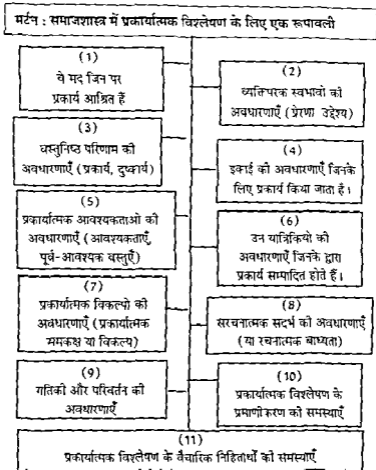 मर्टन : समाजशास्त्र में प्रकार्यात्मक विश्लेषण के लिए एक रूपावली
(1)
वे मद जिन पर
प्रकार्य आश्रित हैं
(2)
व्यक्तिपरक स्वभावों की
अवधारणाएँ (प्रेरणा उद्देश्य)
(3)
वस्तुनिष्ठ परिणाम की
अवधारणाएँ (प्रकार्य, दुष्कार्य)
(4)
इकाई की अवधारणाएँ जिनके
लिए प्रकार्य किया जाता है।
(5)
प्रकार्यात्मक आवश्यकताओ की
अवधारणाएँ (आवश्यकताएँ,
पूर्व-आवश्यक वस्तुएँ)
(6)
उन यात्रिकियो की
अवधारणाएँ जिनके द्वारा
प्रकार्य सम्पादित होते हैं।
(7)
प्रकार्यात्मक विकल्पो की
अवधारणाएँ (प्रकार्यात्मक
समकक्ष या विकल्प)
(8)
सरचनात्मक सदर्भ की अवधारणाएँ
(या रचनात्मक बाध्यता)
(9)
गतिकी और परिवर्तन की
अवधारणाएँ
(10)
प्रकार्यात्मक विश्लेषण के
प्रमाणीकरण की समस्याएँ
(11)
प्रकार्यात्मक विश्लेषण के वैचारिक निहितार्थों की समस्याएँ